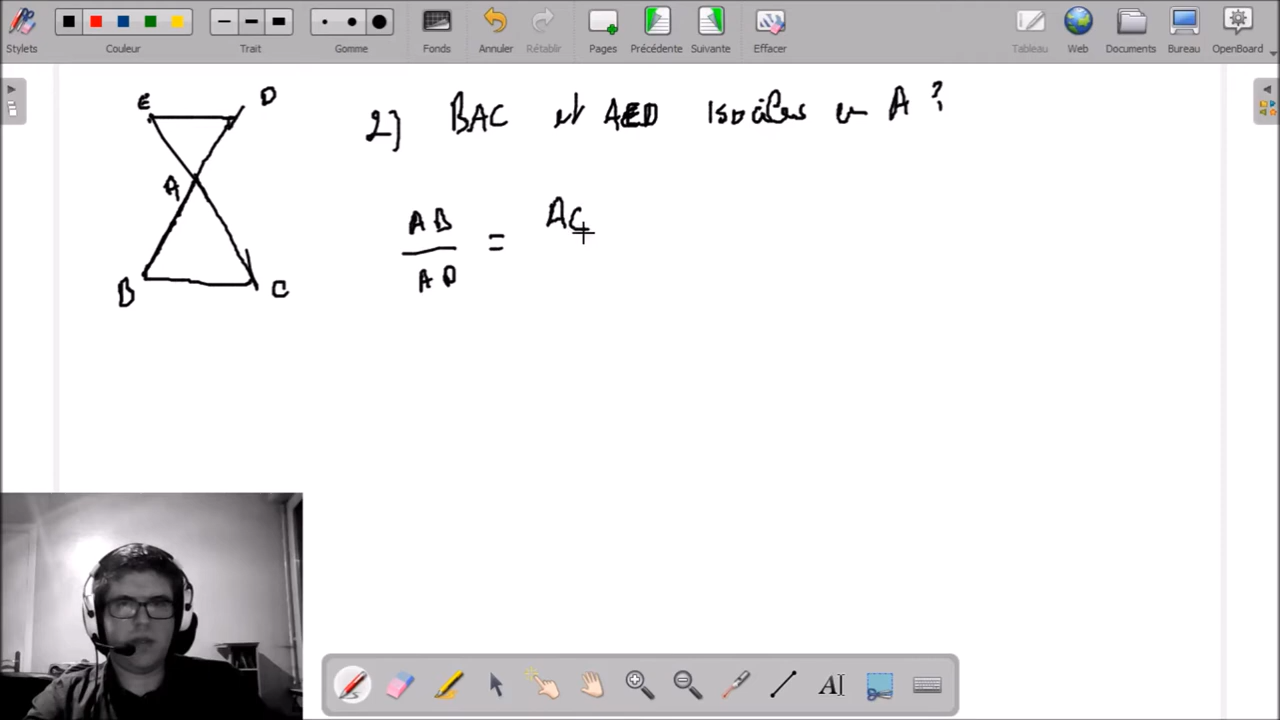 Stylets Couleur Trait Gomme Fonds Annuler Rétablir Pages Précédente Suivante Effacer Tableau Web Documents Bureau OpenBoard
E D
2) BAC et AED isocèles en A ?
A
AB = AC
AD
B C
AI